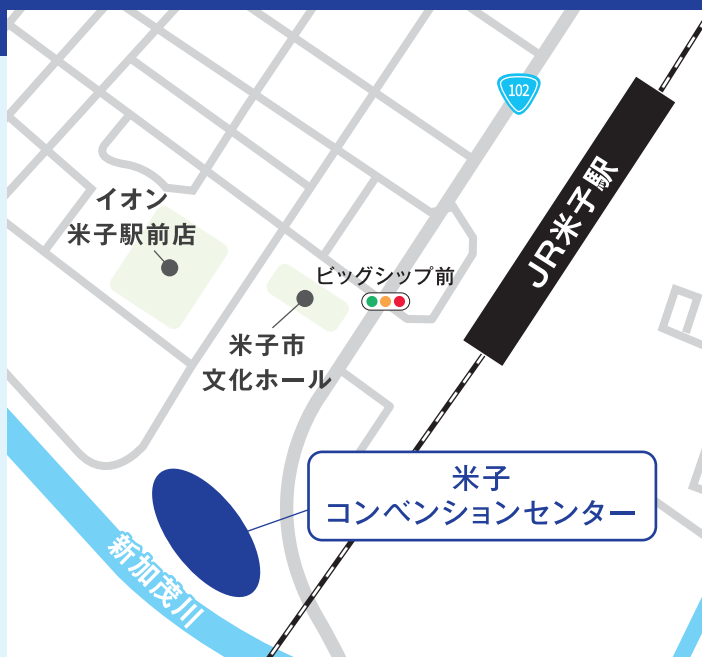 102
JR米子駅
イオン
米子駅前店
ビッグシップ前
米子市
文化ホール
米子
コンベンションセンター
新加茂川